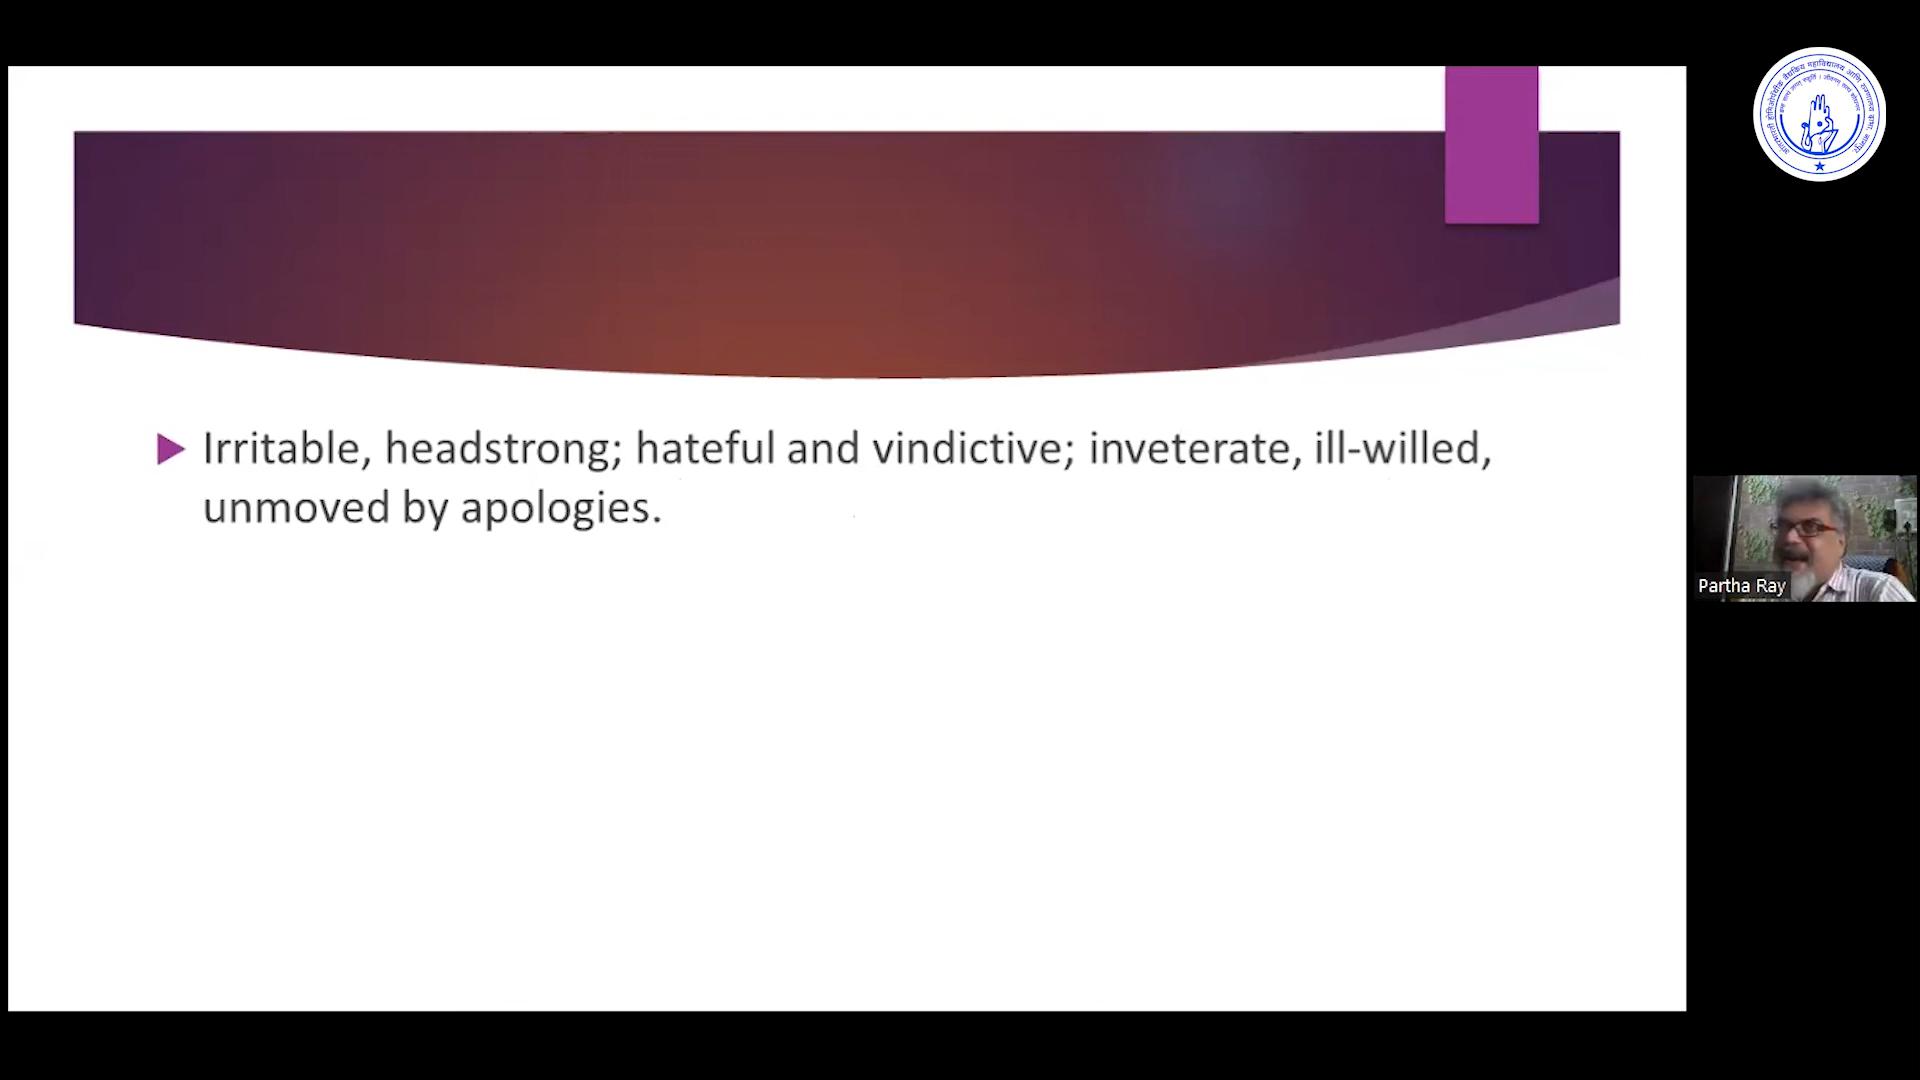 Irritable, headstrong; hateful and vindictive; inveterate, ill-willed,
unmoved by apologies.
Partha Ray